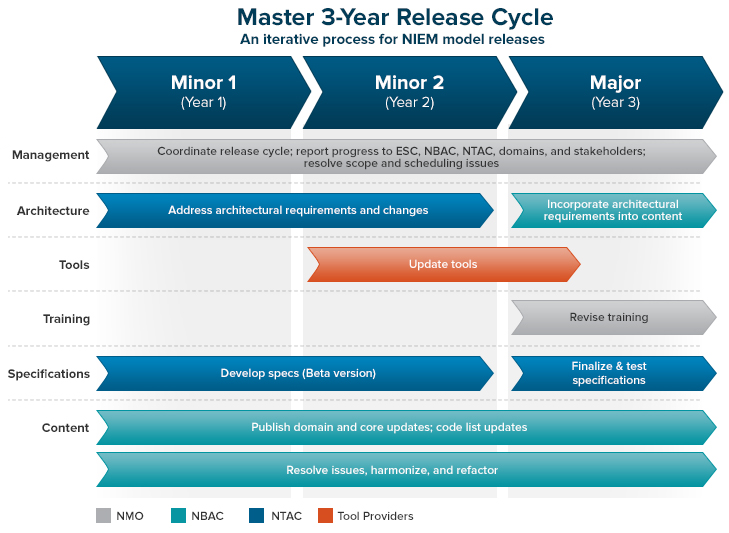 Master 3-Year Release Cycle
An iterative process for NIEM model releases
Minor 1
(Year 1)
Minor 2
(Year 2)
Major
(Year 3)
Management
Coordinate release cycle; report progress to ESC, NBAC, NTAC, domains, and stakeholders;
resolve scope and scheduling issues
Architecture
Address architectural requirements and changes
Incorporate architectural
requirements into content
Tools
Update tools
Training
Revise training
Specifications
Develop specs (Beta version)
Finalize & test
specifications
Content
Publish domain and core updates; code list updates
Resolve issues, harmonize, and refactor
NMO
NBAC
NTAC
Tool Providers